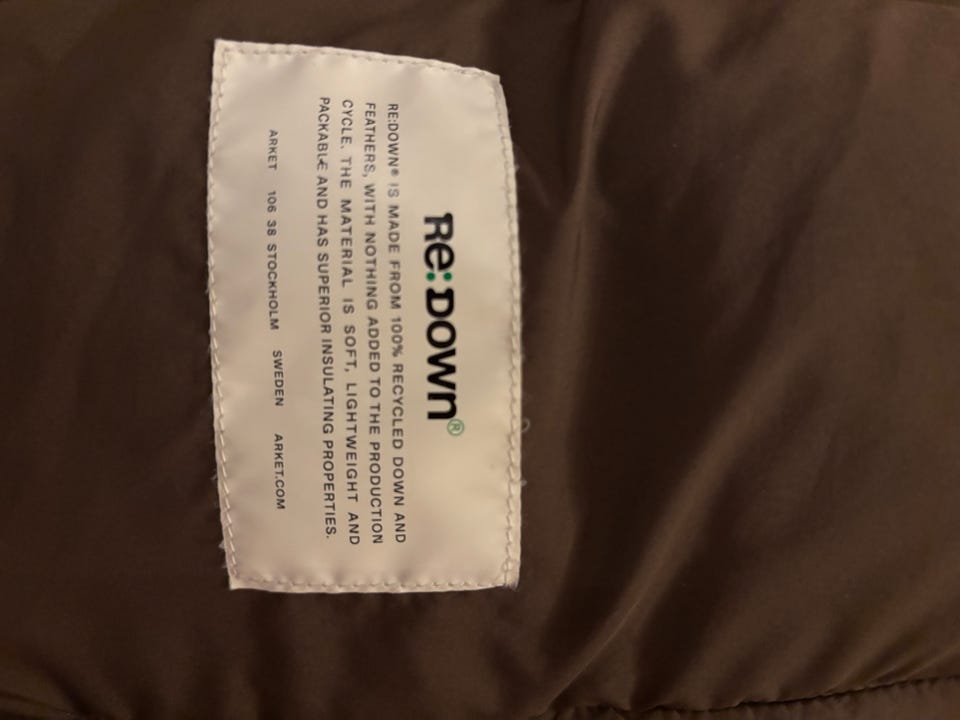 Re:DOWN®
RE:DOWN® IS MADE FROM 100% RECYCLED DOWN AND
FEATHERS, WITH NOTHING ADDED TO THE PRODUCTION
CYCLE. THE MATERIAL IS SOFT, LIGHTWEIGHT AND
PACKABLE AND HAS SUPERIOR INSULATING PROPERTIES.
ARKET 106 38 STOCKHOLM SWEDEN ARKET.COM